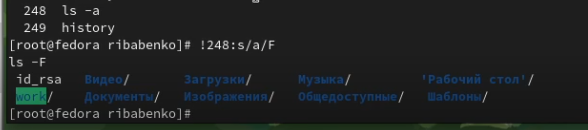 248 ls -a
249 history
[root@fedora ribabenko]# !248:s/a/F
ls -F
id_rsa Видео/ Загрузки/ Музыка/ 'Рабочий стол'/
work/ Документы/ Изображения/ Общедоступные/ Шаблоны/
[root@fedora ribabenko]#